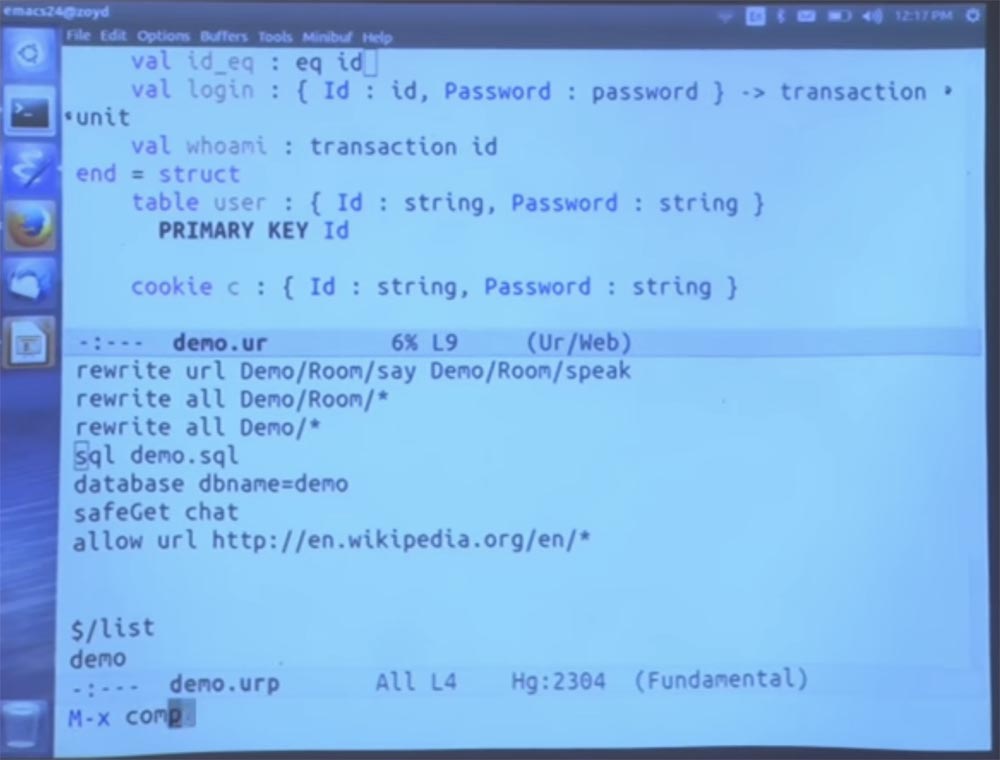 emacs24@zoyd
En
12:17 PM
File Edit Options Buffers Tools Minibuf Help
val id_eq : eq id
val login : { Id : id, Password : password } -> transaction
unit
val whoami : transaction id
end = struct
table user : { Id : string, Password : string }
PRIMARY KEY Id
cookie c : { Id : string, Password : string }
-:--- demo.ur 6% L9 (Ur/Web)
rewrite url Demo/Room/say Demo/Room/speak
rewrite all Demo/Room/*
rewrite all Demo/*
sql demo.sql
database dbname=demo
safeGet chat
allow url http://en.wikipedia.org/en/*
$/list
demo
-:--- demo.urp All L4 Hg:2304 (Fundamental)
M-x comp